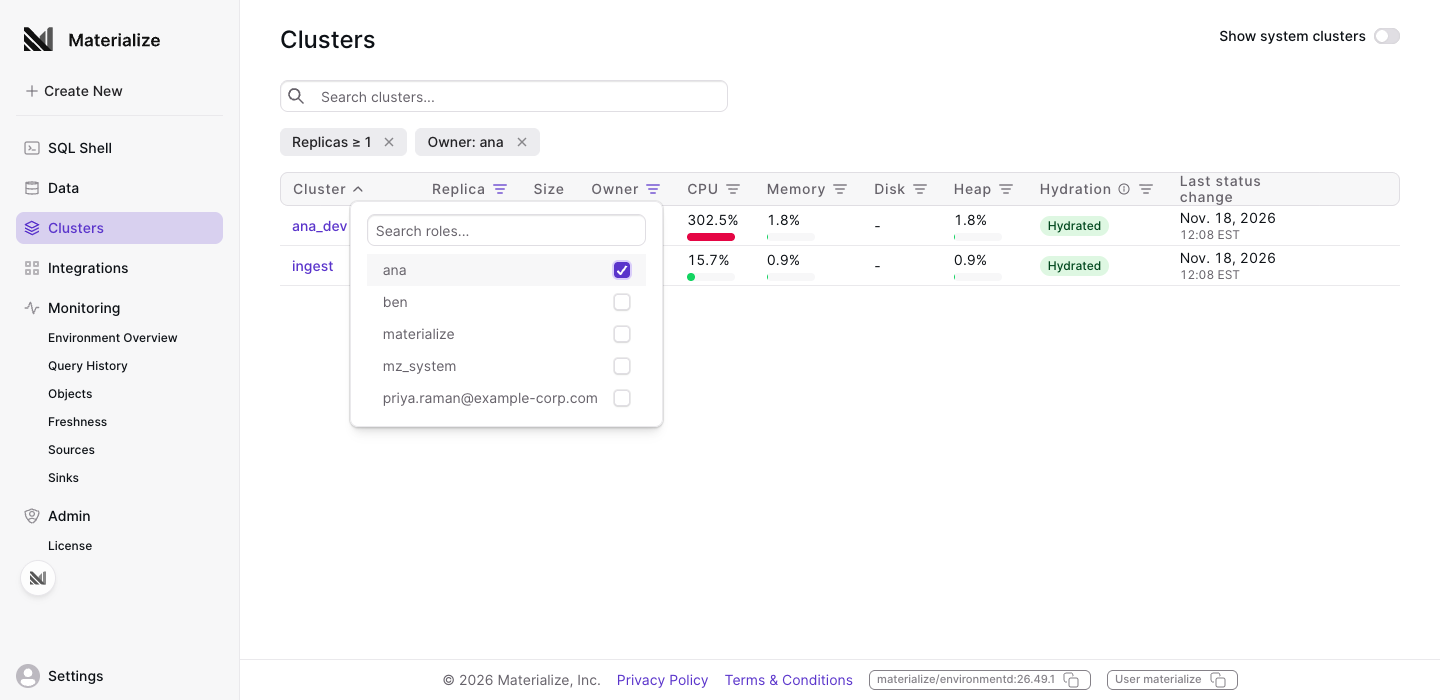 Materialize
Create New
SQL Shell
Data
Clusters
Integrations
Monitoring
Environment Overview
Query History
Objects
Freshness
Sources
Sinks
Admin
License
Settings
Clusters
Show system clusters
Search clusters...
Replicas ≥ 1
Owner: ana
Cluster Replica Size Owner CPU Memory Disk Heap Hydration Last status change
ana_dev 302.5% 1.8% - 1.8% Hydrated Nov. 18, 2026
12:08 EST
ingest 15.7% 0.9% - 0.9% Hydrated Nov. 18, 2026
12:08 EST
Search roles...
ana
ben
materialize
mz_system
priya.raman@example-corp.com
© 2026 Materialize, Inc. Privacy Policy Terms & Conditions materialize/environmentd:26.49.1 User materialize